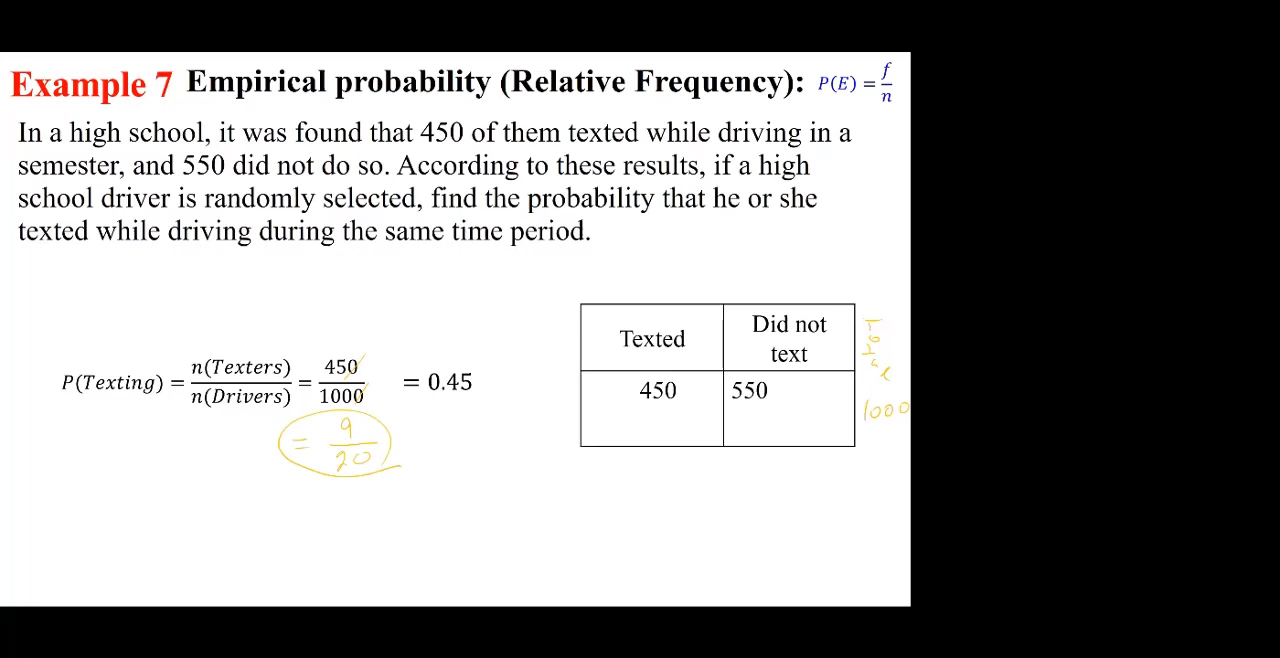 Example 7 Empirical probability (Relative Frequency): P(E) = f/n
In a high school, it was found that 450 of them texted while driving in a
semester, and 550 did not do so. According to these results, if a high
school driver is randomly selected, find the probability that he or she
texted while driving during the same time period.
P(Texting) = n(Texters)/n(Drivers) = 450/1000 = 0.45
= 9/20
Texted Did not text Total
450 550 1000